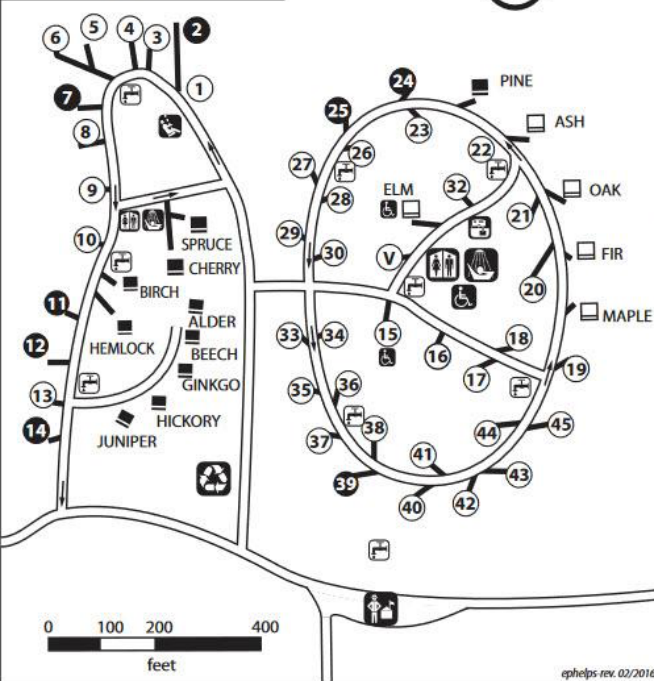 2
4
3
5
6
1
7
8
9
10
11
12
13
14
SPRUCE
CHERRY
BIRCH
ALDER
HEMLOCK
BEECH
GINKGO
HICKORY
JUNIPER
24
PINE
25
23
ASH
26
22
27
ELM
32
OAK
28
21
29
30
V
FIR
20
15
MAPLE
33
34
18
16
17
19
35
36
37
38
44
45
41
39
43
40
42
0 100 200 400
feet
ephelps-rev. 02/2016